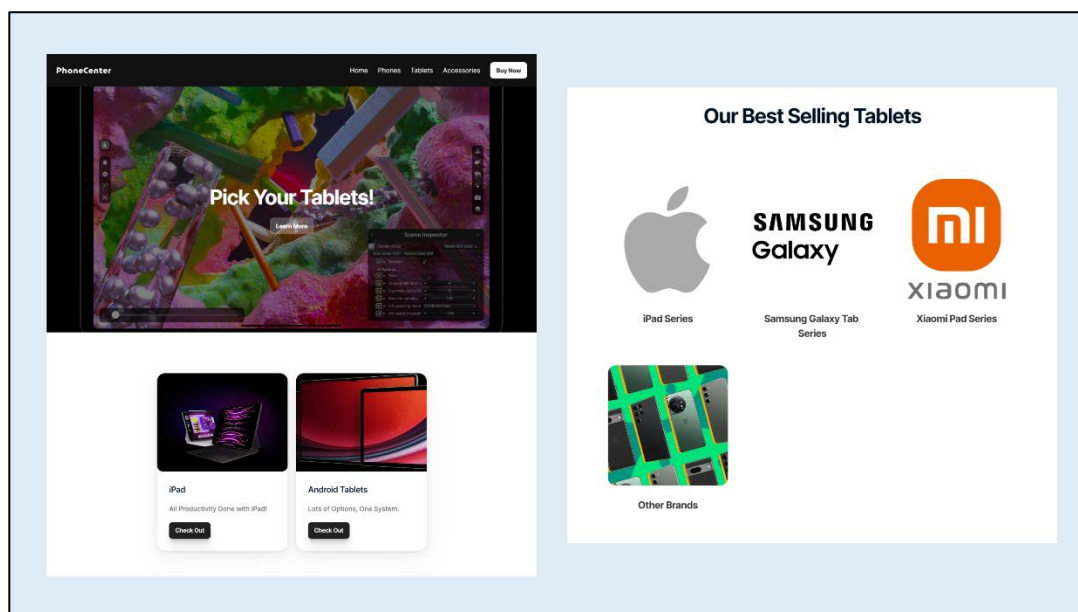 PhoneCenter
Home Phones Tablets Accessories Buy Now
Pick Your Tablets!
Learn More
Scene Inspector
iPad
All Productivity Done with iPad!
Check Out
Android Tablets
Lots of Options, One System.
Check Out
Our Best Selling Tablets
SAMSUNG
Galaxy
xiaomi
iPad Series
Samsung Galaxy Tab
Series
Xiaomi Pad Series
Other Brands